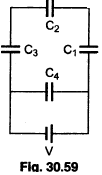 C₂
C₃ C₁
C₄
V
Fig. 30.59